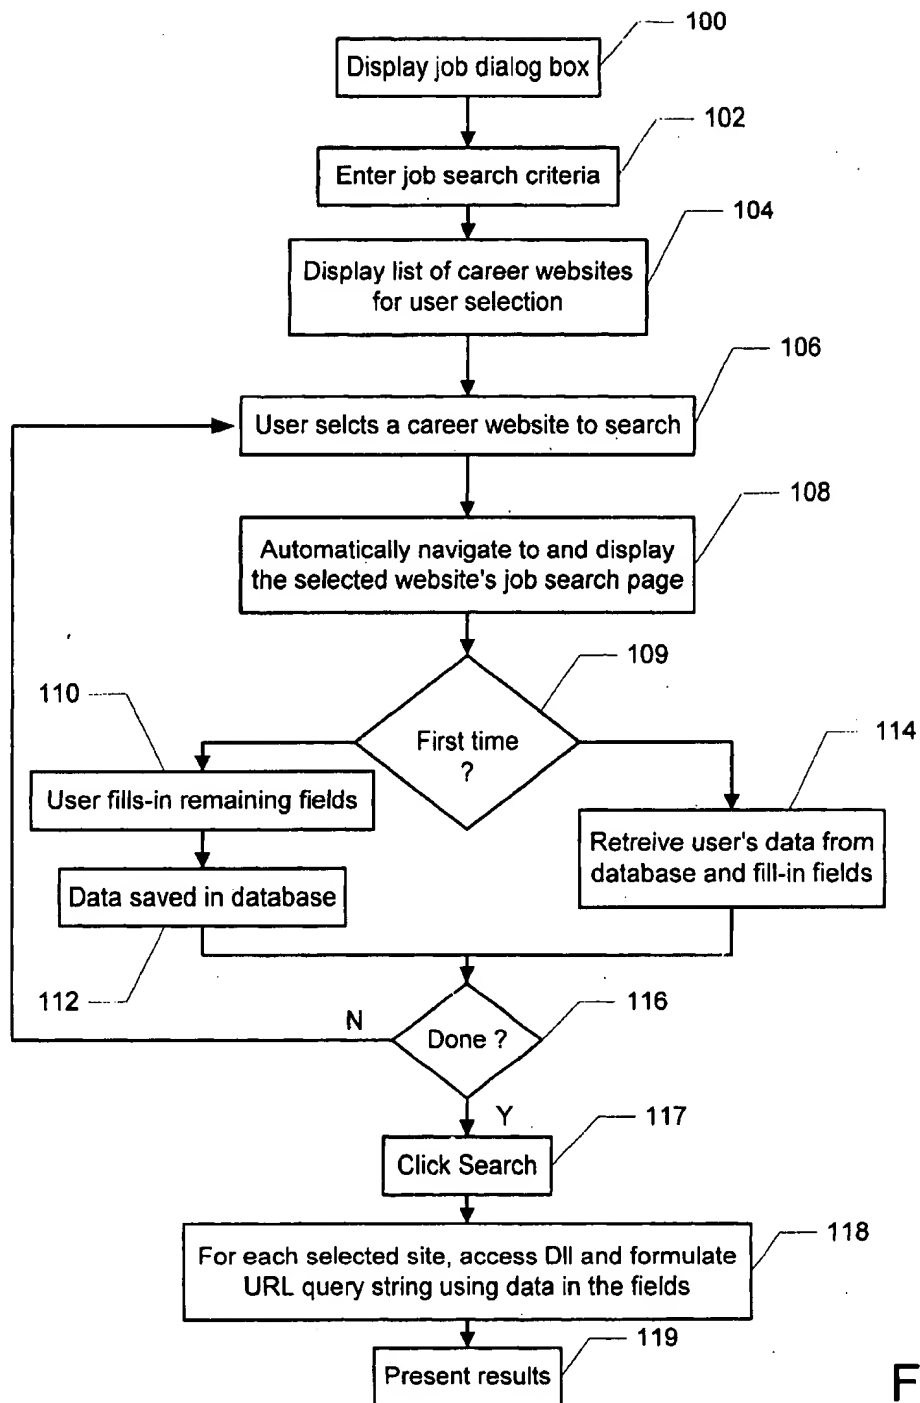 100
Display job dialog box
102
Enter job search criteria
104
Display list of career websites
for user selection
106
User selcts a career website to search
108
Automatically navigate to and display
the selected website's job search page
109
First time
?
110
User fills-in remaining fields
114
Retreive user's data from
database and fill-in fields
Data saved in database
112
116
Done ?
N
Y
117
Click Search
118
For each selected site, access Dll and formulate
URL query string using data in the fields
119
Present results
F